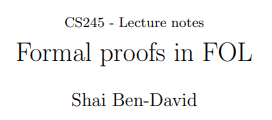 CS245 - Lecture notes
Formal proofs in FOL
Shai Ben-David